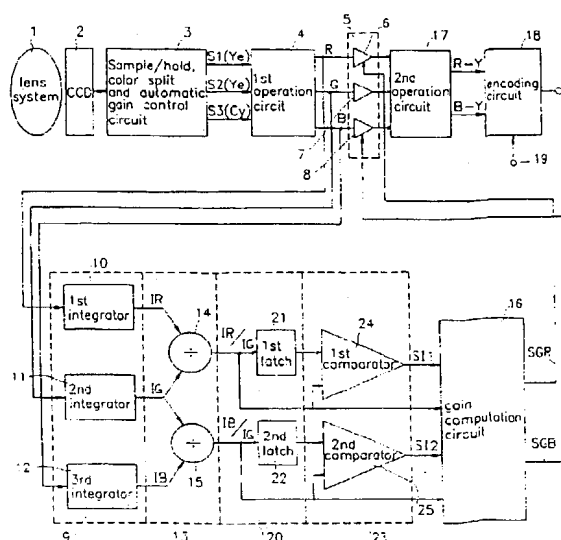 1 2 3 4 5 6 17 18
lens system
CCD
Sample/hold, color split and automatic gain control circuit
S1(Ye)
S2(Ye)
S3(Cy)
1st operation circit
R
G
B
7
8
2nd operation circuit
R-Y
B-Y
encoding circuit
19
10
1st integrator
IR
14
÷
IR/IG
21
1st latch
24
1st comparator
SI1
16
SGR
11
2nd integrator
IG
gain computation circuit
12
3rd integrator
IB
÷
15
IB/IG
2nd latch
22
2nd comparator
25
SI2
SGB
9
13
20
23